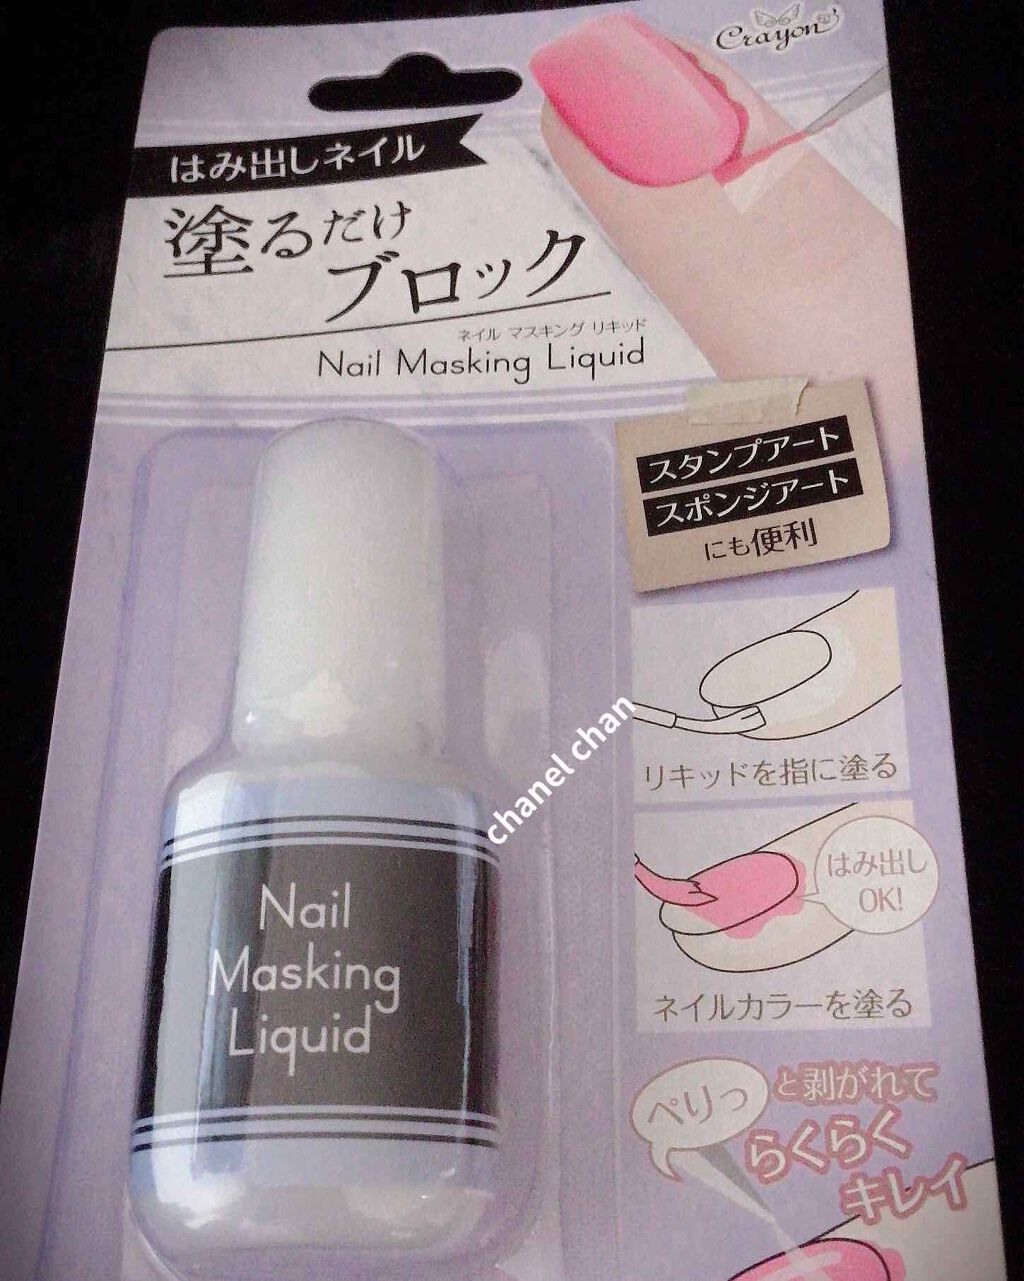 Crayon
はみ出しネイル
塗るだけ
ブロック
ネイル マスキング リキッド
Nail Masking Liquid
スタンプアート
スポンジアート
にも便利
リキッドを指に塗る
はみ出し
OK!
ネイルカラーを塗る
ぺりっ
と剥がれて
らくらく
キレイ
Nail
Masking
Liquid
chanel chan